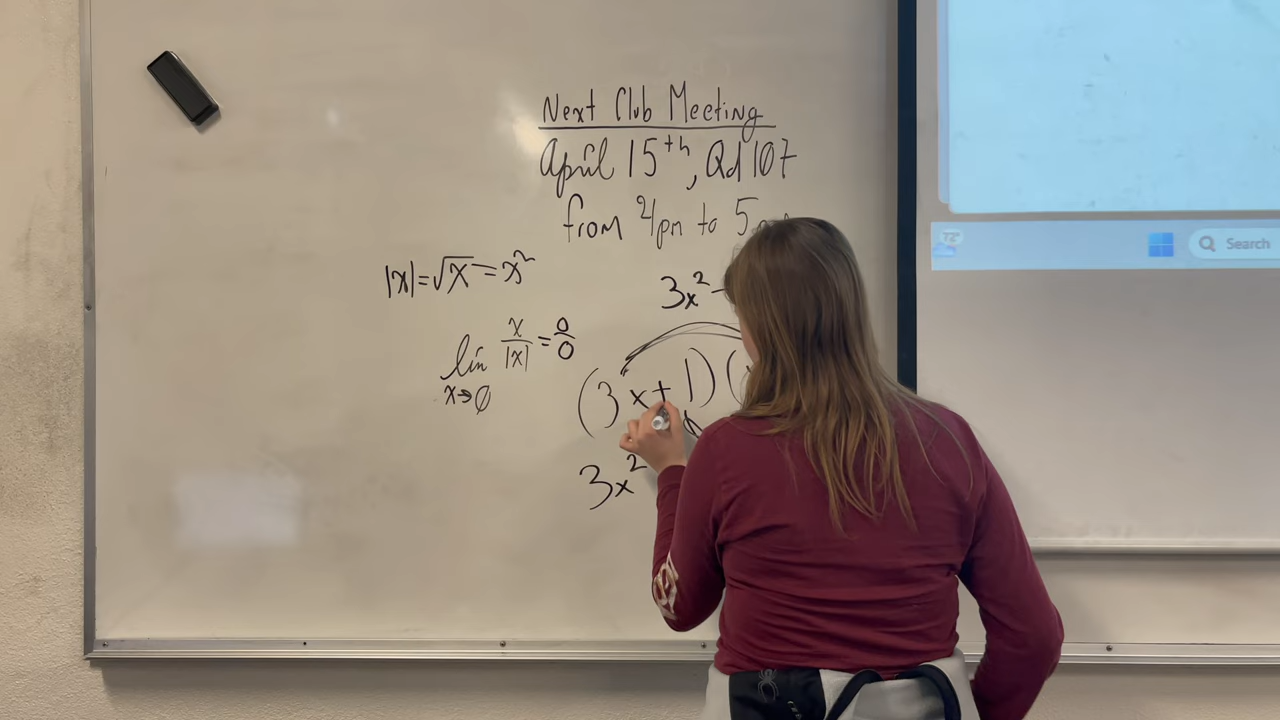 Next Club Meeting
April 15th, Qd 107
from 4pm to 5
|x|=√x=x²
3x² -
lim x→0 x/|x| = 0/0
(3x+1)(
3x²
Search